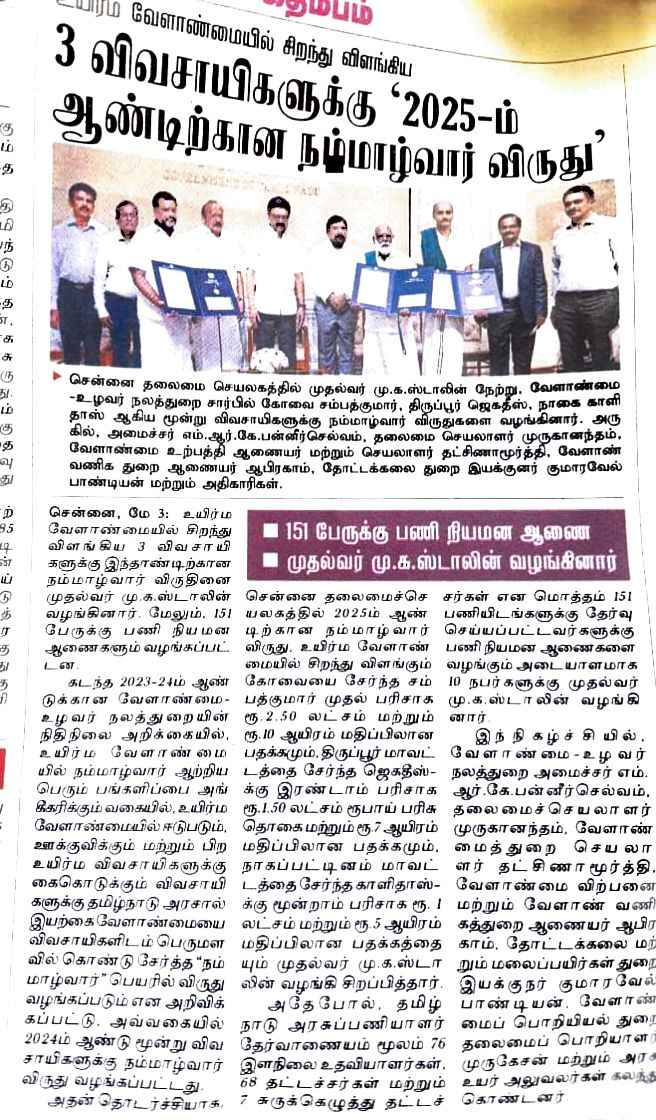 கதம்பம்
உயிர்ம வேளாண்மையில் சிறந்து விளங்கிய
3 விவசாயிகளுக்கு ‘2025-ம்
ஆண்டிற்கான நம்மாழ்வார் விருது’
சென்னை தலைமை செயலகத்தில் முதல்வர் மு.க.ஸ்டாலின் நேற்று, வேளாண்மை
-உழவர் நலத்துறை சார்பில் கோவை சம்பத்குமார், திருப்பூர் ஜெகதீஸ், நாகை காளி
தாஸ் ஆகிய மூன்று விவசாயிகளுக்கு நம்மாழ்வார் விருதுகளை வழங்கினார். அரு
கில், அமைச்சர் எம்.ஆர்.கே.பன்னீர்செல்வம், தலைமை செயலாளர் முருகானந்தம்,
வேளாண்மை உற்பத்தி ஆணையர் மற்றும் செயலாளர் தட்சிணாமூர்த்தி, வேளாண்
வணிக துறை ஆணையர் ஆபிரகாம், தோட்டக்கலை துறை இயக்குனர் குமாரவேல்
பாண்டியன் மற்றும் அதிகாரிகள்.
151 பேருக்கு பணி நியமன ஆணை
முதல்வர் மு.க.ஸ்டாலின் வழங்கினார்
சென்னை, மே 3: உயிர்ம
வேளாண்மையில் சிறந்து
விளங்கிய 3 விவசாயி
களுக்கு இந்தாண்டிற்கான
நம்மாழ்வார் விருதினை
முதல்வர் மு.க.ஸ்டாலின்
வழங்கினார். மேலும், 151
பேருக்கு பணி நியமன
ஆணைகளும் வழங்கப்பட்
டன.
கடந்த 2023-24ம் ஆண்
டுக்கான வேளாண்மை-
உழவர் நலத்துறையின்
நிதிநிலை அறிக்கையில்,
உயிர்ம வேளாண்மை
யில் நம்மாழ்வார் ஆற்றிய
பெரும் பங்களிப்பை அங்
கீகரிக்கும் வகையில், உயிர்ம
வேளாண்மையில் ஈடுபடும்,
ஊக்குவிக்கும் மற்றும் பிற
உயிர்ம விவசாயிகளுக்கு
கைகொடுக்கும் விவசாயி
களுக்கு தமிழ்நாடு அரசால்
இயற்கை வேளாண்மையை
விவசாயிகளிடம் பெருமள
வில் கொண்டு சேர்த்த “நம்
மாழ்வார்” பெயரில் விருது
வழங்கப்படும் என அறிவிக்
கப்பட்டு, அவ்வகையில்
2024ம் ஆண்டு மூன்று விவ
சாயிகளுக்கு நம்மாழ்வார்
விருது வழங்கப்பட்டது.
அதன் தொடர்ச்சியாக,
சென்னை தலைமைச்செ
யலகத்தில் 2025ம் ஆண்
டிற்கான நம்மாழ்வார்
விருது, உயிர்ம வேளாண்
மையில் சிறந்து விளங்கும்
கோவையை சேர்ந்த சம்
பத்குமார் முதல் பரிசாக
ரூ.2.50 லட்சம் மற்றும்
ரூ.10 ஆயிரம் மதிப்பிலான
பதக்கமும், திருப்பூர் மாவட்
டத்தை சேர்ந்த ஜெகதீஸ்-
க்கு இரண்டாம் பரிசாக
ரூ.1.50 லட்சம் ரூபாய் பரிசு
தொகை மற்றும் ரூ.7 ஆயிரம்
மதிப்பிலான பதக்கமும்,
நாகப்பட்டினம் மாவட்
டத்தை சேர்ந்த காளிதாஸ்-
க்கு மூன்றாம் பரிசாக ரூ. 1
லட்சம் மற்றும் ரூ.5 ஆயிரம்
மதிப்பிலான பதக்கத்தை
யும் முதல்வர் மு.க.ஸ்டா
லின் வழங்கி சிறப்பித்தார்.
அதேபோல், தமிழ்
நாடு அரசுப்பணியாளர்
தேர்வாணையம் மூலம் 76
இளநிலை உதவியாளர்கள்,
68 தட்டச்சர்கள் மற்றும்
7 சுருக்கெழுத்து தட்டச்
சர்கள் என மொத்தம் 151
பணியிடங்களுக்கு தேர்வு
செய்யப்பட்டவர்களுக்கு
பணி நியமன ஆணைகளை
வழங்கும் அடையாளமாக
10 நபர்களுக்கு முதல்வர்
மு.க.ஸ்டாலின் வழங்கி
னார்.
இந்நிகழ்ச்சியில்,
வேளாண்மை-உழவர்
நலத்துறை அமைச்சர் எம்.
ஆர்.கே.பன்னீர்செல்வம்,
தலைமைச்செயலாளர்
முருகானந்தம், வேளாண்
மைத்துறை செயலா
ளர் தட்சிணாமூர்த்தி,
வேளாண்மை விற்பனை
மற்றும் வேளாண் வணி
கத்துறை ஆணையர் ஆபிர
காம், தோட்டக்கலை மற்
றும் மலைப்பயிர்கள் துறை
இயக்குநர் குமாரவேல்
பாண்டியன், வேளாண்
மைப் பொறியியல் துறை
தலைமைப் பொறியாளர்
முருகேசன் மற்றும் அரசு
உயர் அலுவலர்கள் கலந்து
கொண்டனர்.